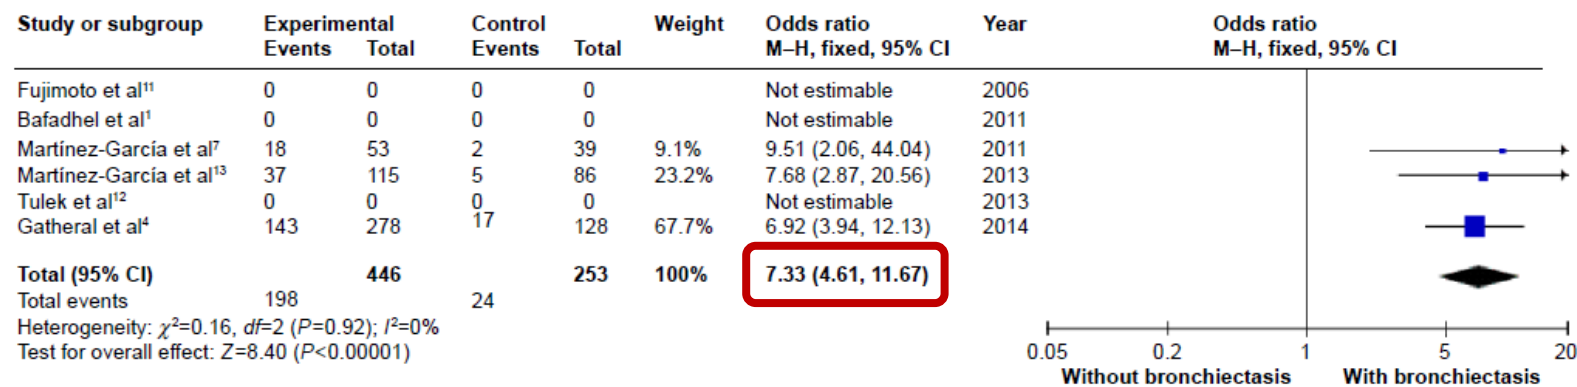 Study or subgroup Experimental Control Weight Odds ratio Year Odds ratio
Events Total Events Total M–H, fixed, 95% CI M–H, fixed, 95% CI
Fujimoto et al¹¹ 0 0 0 0 Not estimable 2006
Bafadhel et al¹ 0 0 0 0 Not estimable 2011
Martínez-García et al⁷ 18 53 2 39 9.1% 9.51 (2.06, 44.04) 2011
Martínez-García et al¹³ 37 115 5 86 23.2% 7.68 (2.87, 20.56) 2013
Tulek et al¹² 0 0 0 0 Not estimable 2013
Gatheral et al⁴ 143 278 17 128 67.7% 6.92 (3.94, 12.13) 2014
Total (95% CI) 446 253 100% 7.33 (4.61, 11.67)
Total events 198 24
Heterogeneity: χ²=0.16, df=2 (P=0.92); I²=0%
Test for overall effect: Z=8.40 (P<0.00001)
0.05 0.2 1 5 20
Without bronchiectasis With bronchiectasis